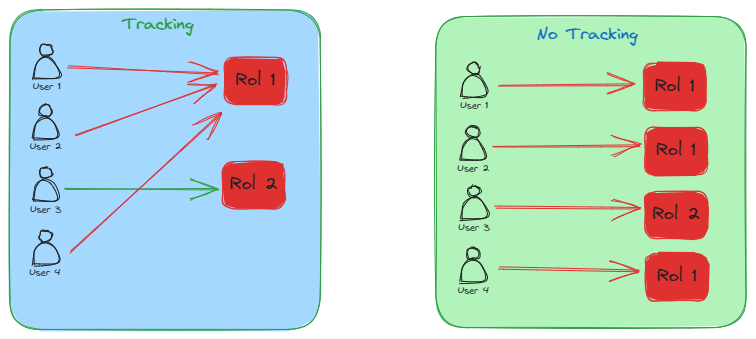 Tracking
User 1
User 2
User 3
User 4
Rol 1
Rol 2
No Tracking
User 1
Rol 1
User 2
Rol 1
User 3
Rol 2
User 4
Rol 1